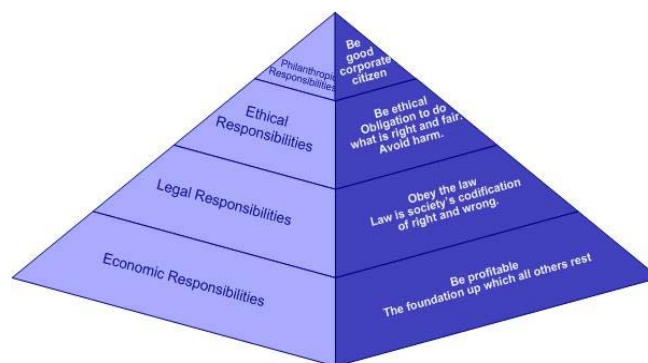 Philanthropic
Responsibilities
Be
good
corporate
citizen
Ethical
Responsibilities
Be ethical
Obligation to do
what is right and fair.
Avoid harm.
Legal Responsibilities
Obey the law
Law is society's codification
of right and wrong.
Economic Responsibilities
Be profitable
The foundation up which all others rest